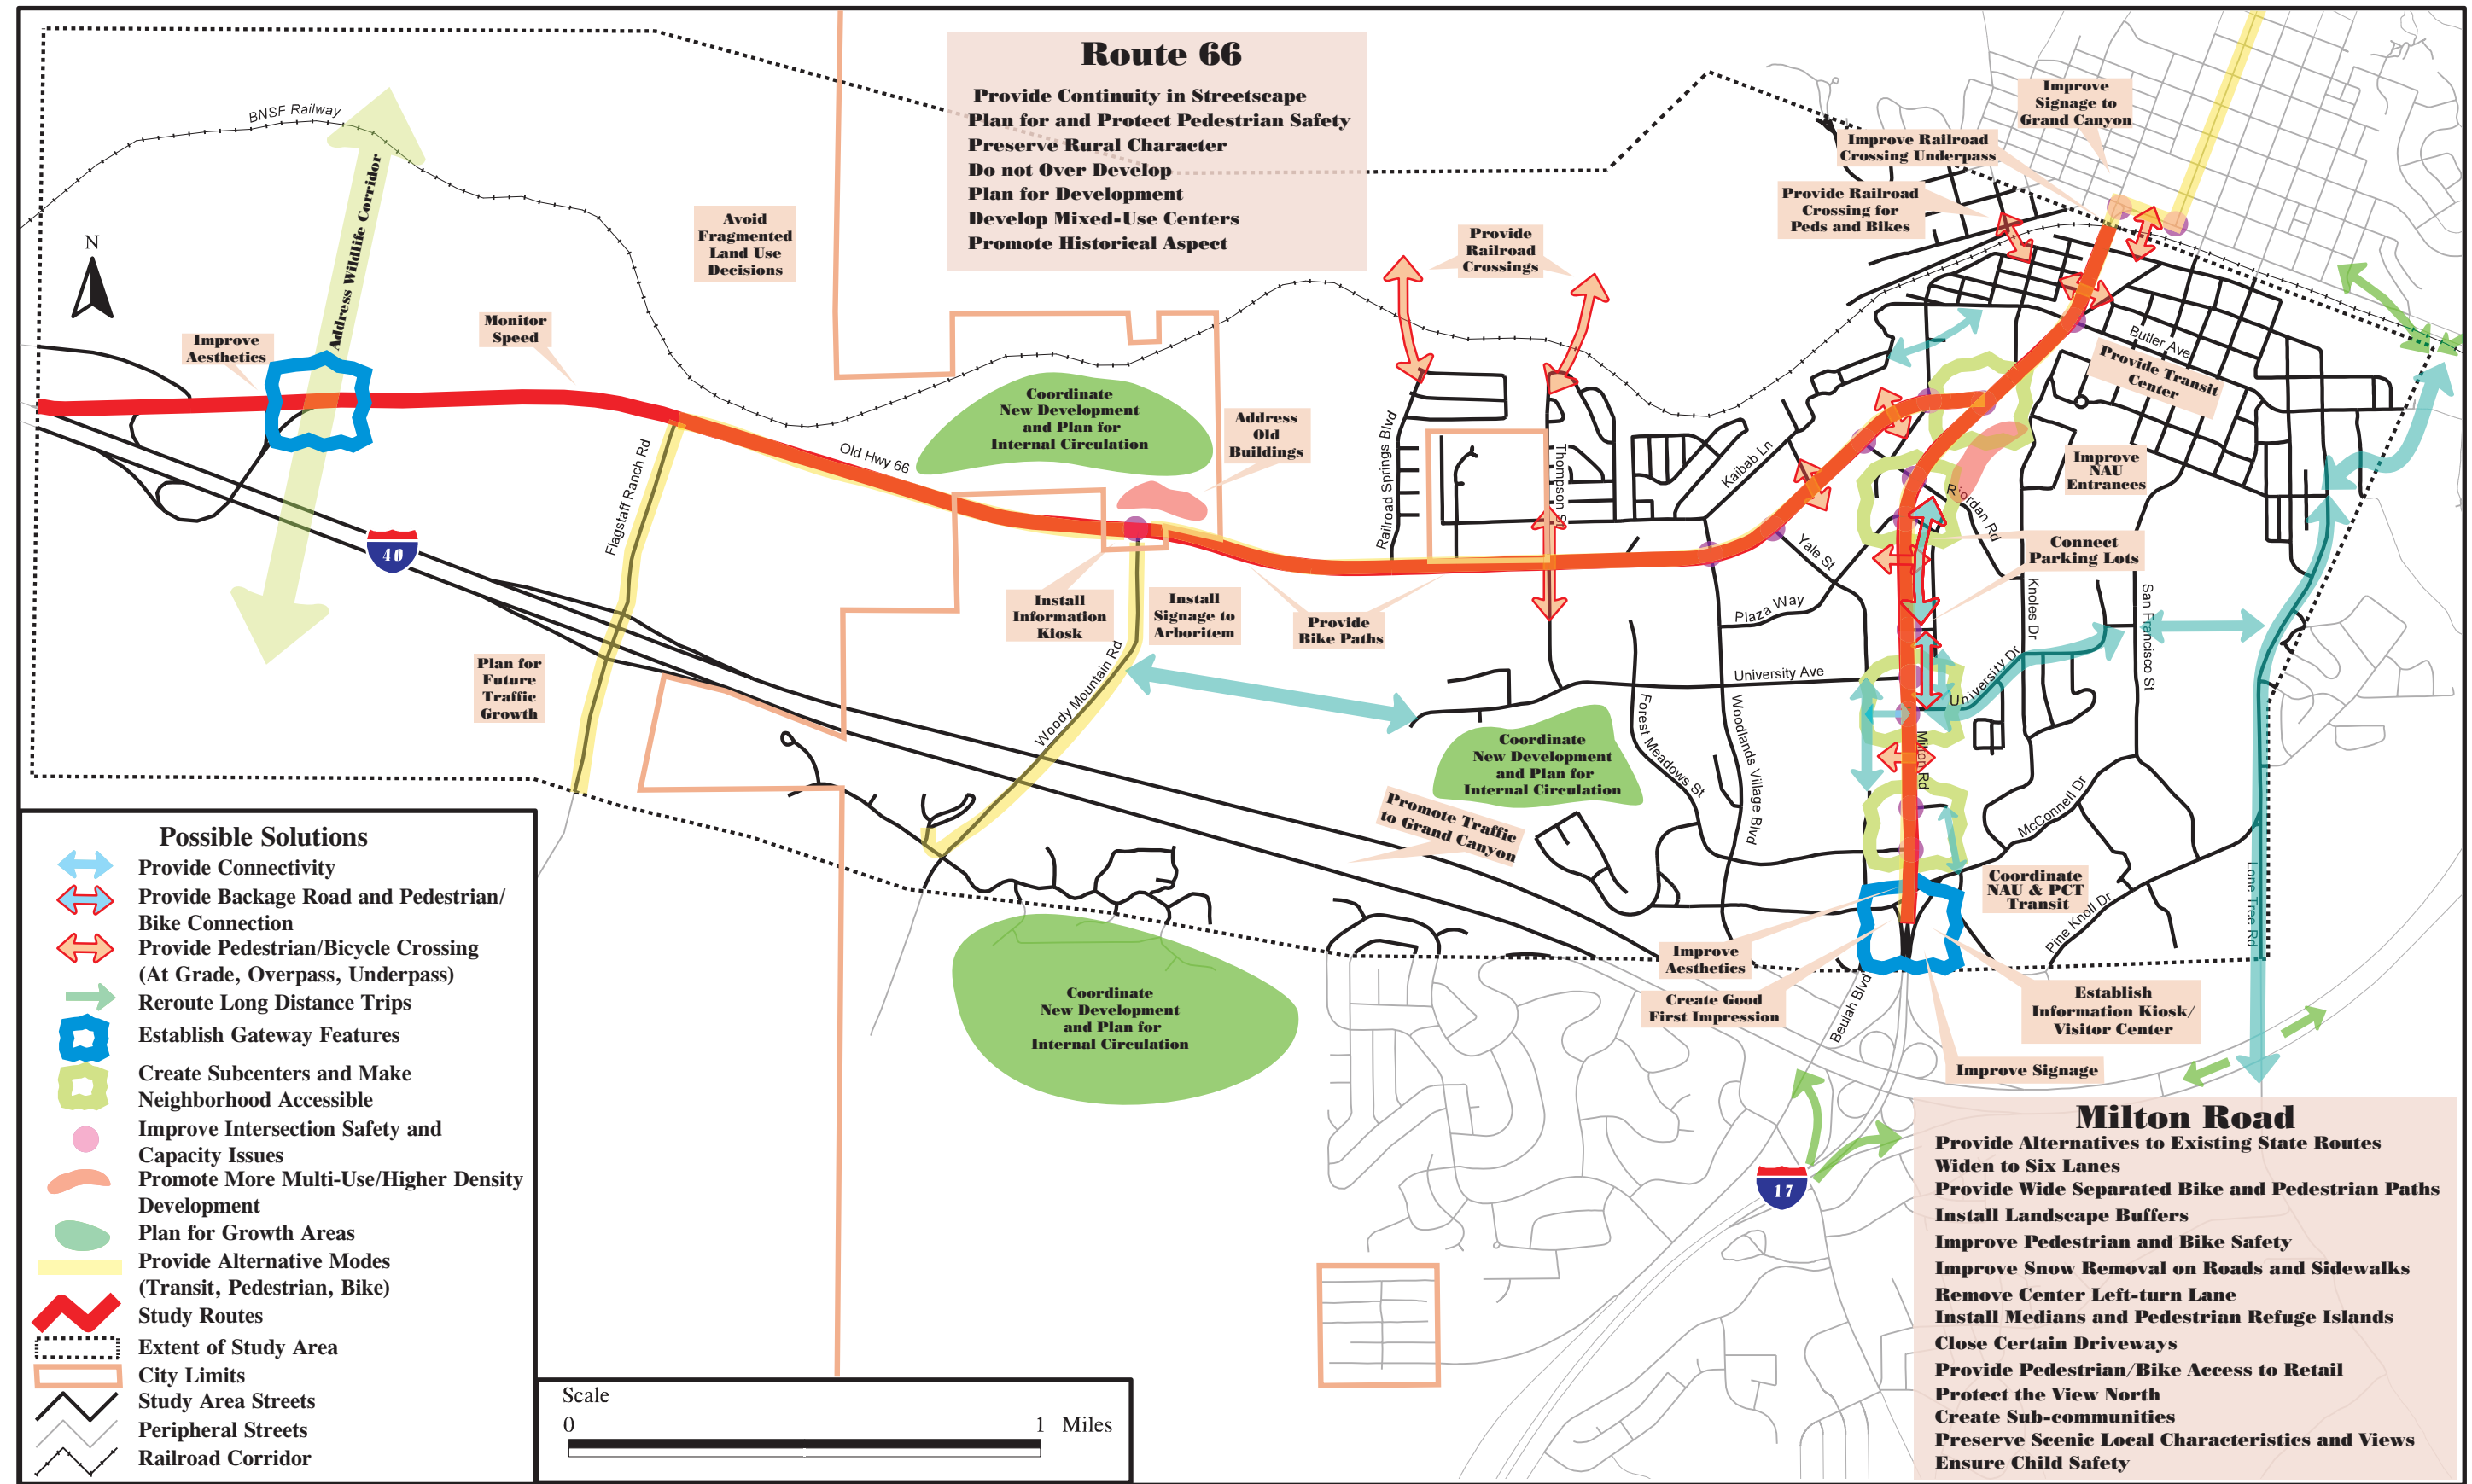 Route 66
Provide Continuity in Streetscape
Plan for and Protect Pedestrian Safety
Preserve Rural Character
Do not Over Develop
Plan for Development
Develop Mixed-Use Centers
Promote Historical Aspect
BNSF Railway
Address Wildlife Corridor
N
Improve
Aesthetics
Monitor
Speed
Avoid
Fragmented
Land Use
Decisions
Provide
Railroad
Crossings
Improve
Signage to
Grand Canyon
Improve Railroad
Crossing Underpass
Provide Railroad
Crossing for
Peds and Bikes
Butler Ave
Provide Transit
Center
Improve
NAU
Entrances
Coordinate
New Development
and Plan for
Internal Circulation
Address
Old
Buildings
Old Hwy 66
Flagstaff Ranch Rd
40
Railroad Springs Blvd
Thompson St
Kaibab Ln
Riordan Rd
Yale St
Plaza Way
Connect
Parking Lots
Knoles Dr
San Francisco St
Install
Information
Kiosk
Install
Signage to
Arboritem
Provide
Bike Paths
Plan for
Future
Traffic
Growth
Woody Mountain Rd
University Ave
University Dr
Forest Meadows St
Woodlands Village Blvd
Milton Rd
McConnell Dr
Pine Knoll Dr
Lone Tree Rd
Coordinate
New Development
and Plan for
Internal Circulation
Promote Traffic
to Grand Canyon
Coordinate
NAU & PCT
Transit
Improve
Aesthetics
Create Good
First Impression
Beulah Blvd
Establish
Information Kiosk/
Visitor Center
Improve Signage
Coordinate
New Development
and Plan for
Internal Circulation
17
Possible Solutions
Provide Connectivity
Provide Backage Road and Pedestrian/
Bike Connection
Provide Pedestrian/Bicycle Crossing
(At Grade, Overpass, Underpass)
Reroute Long Distance Trips
Establish Gateway Features
Create Subcenters and Make
Neighborhood Accessible
Improve Intersection Safety and
Capacity Issues
Promote More Multi-Use/Higher Density
Development
Plan for Growth Areas
Provide Alternative Modes
(Transit, Pedestrian, Bike)
Study Routes
Extent of Study Area
City Limits
Study Area Streets
Peripheral Streets
Railroad Corridor
Scale
0 1 Miles
Milton Road
Provide Alternatives to Existing State Routes
Widen to Six Lanes
Provide Wide Separated Bike and Pedestrian Paths
Install Landscape Buffers
Improve Pedestrian and Bike Safety
Improve Snow Removal on Roads and Sidewalks
Remove Center Left-turn Lane
Install Medians and Pedestrian Refuge Islands
Close Certain Driveways
Provide Pedestrian/Bike Access to Retail
Protect the View North
Create Sub-communities
Preserve Scenic Local Characteristics and Views
Ensure Child Safety